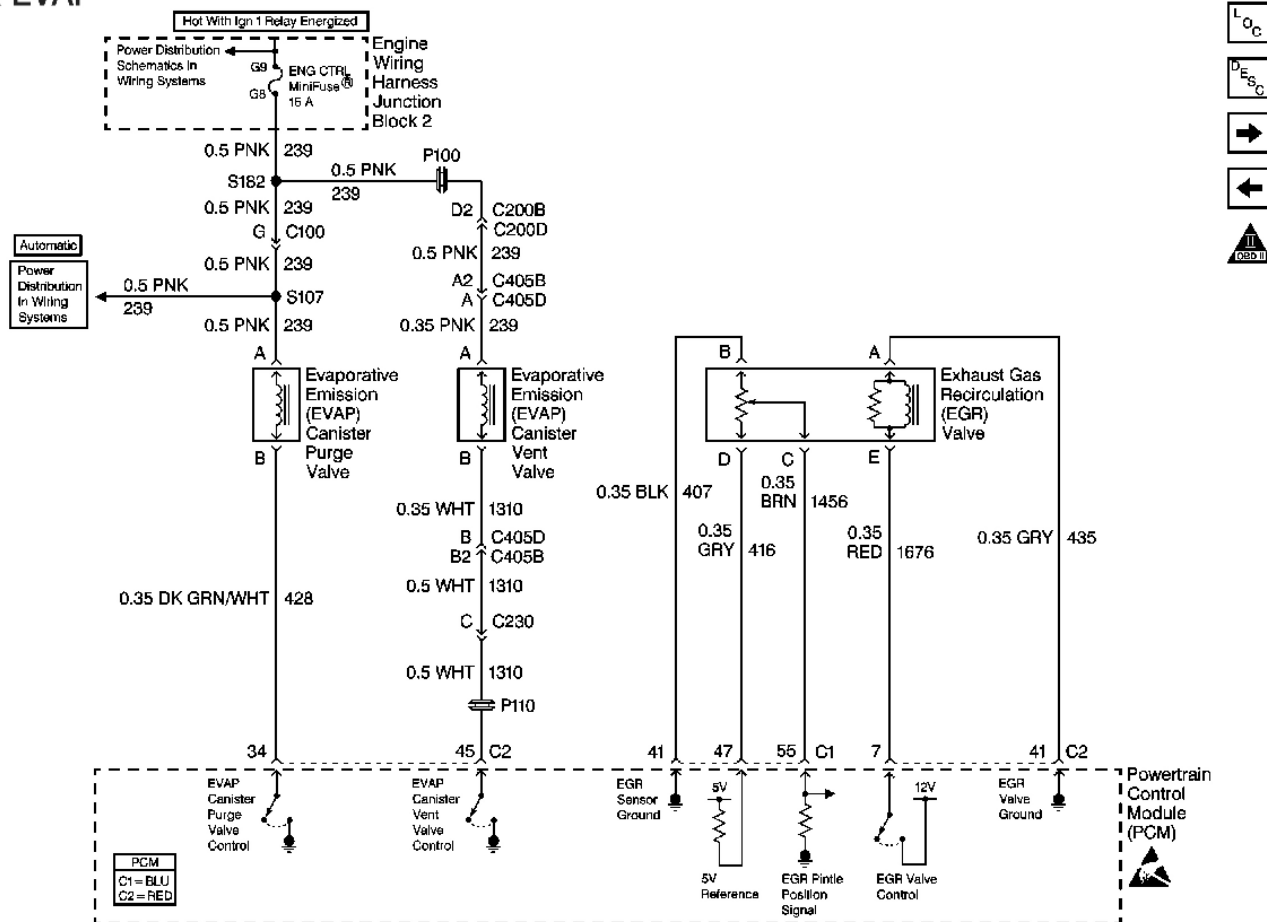 EVAP
Hot With Ign 1 Relay Energized
Power Distribution
Schematics In
Wiring Systems
G9
G8
ENG CTRL
MiniFuse ®
15 A
Engine
Wiring
Harness
Junction
Block 2
0.5 PNK 239
S182
0.5 PNK
239
P100
0.5 PNK 239
G C100
D2 C200B
C200D
0.5 PNK 239
0.5 PNK 239
A2 C405B
A C405D
Automatic
Power
Distribution
In Wiring
Systems
0.5 PNK
239
S107
0.5 PNK 239
0.35 PNK 239
A
Evaporative
Emission
(EVAP)
Canister
Purge
Valve
B
A
Evaporative
Emission
(EVAP)
Canister
Vent
Valve
B
B
A
Exhaust Gas
Recirculation
(EGR)
Valve
D
C
E
0.35 DK GRN/WHT 428
0.35 WHT 1310
B C405D
B2 C405B
0.5 WHT 1310
C C230
0.5 WHT 1310
P110
0.35 BLK 407
0.35
GRY 416
0.35
BRN 1456
0.35
RED 1676
0.35 GRY 435
34
45 C2
41
47
55 C1
7
41 C2
EVAP
Canister
Purge
Valve
Control
EVAP
Canister
Vent
Valve
Control
EGR
Sensor
Ground
5V
5V
Reference
EGR Pintle
Position
Signal
12V
EGR Valve
Control
EGR
Valve
Ground
Powertrain
Control
Module
(PCM)
PCM
C1=BLU
C2=RED
LOC
DESC
II
OBD II